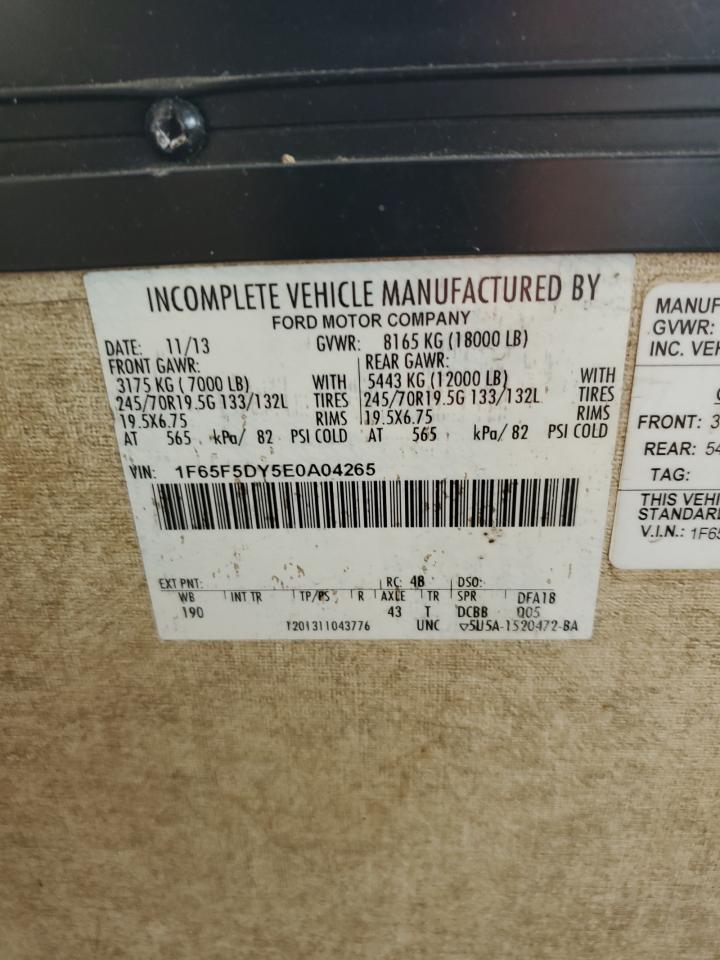 INCOMPLETE VEHICLE MANUFACTURED BY
FORD MOTOR COMPANY
DATE: 11/13 GVWR: 8165 KG (18000 LB)
FRONT GAWR: REAR GAWR:
3175 KG (7000 LB) WITH 5443 KG (12000 LB) WITH
245/70R19.5G 133/132L TIRES 245/70R19.5G 133/132L TIRES
19.5X6.75 RIMS 19.5X6.75 RIMS
AT 565 kPa/ 82 PSI COLD AT 565 kPa/ 82 PSI COLD
VIN: 1F65F5DY5E0A04265
EXT PNT: RC: 48 DSO:
WB INT TR TP/PS R AXLE TR SPR DFA18
190 43 T DCBB Q05
T201311043776 UNC ▽5U5A-1520472-BA
MANUF
GVWR:
INC. VEH
FRONT: 3
REAR: 54
TAG:
THIS VEHI
STANDARD
V.I.N.: 1F65